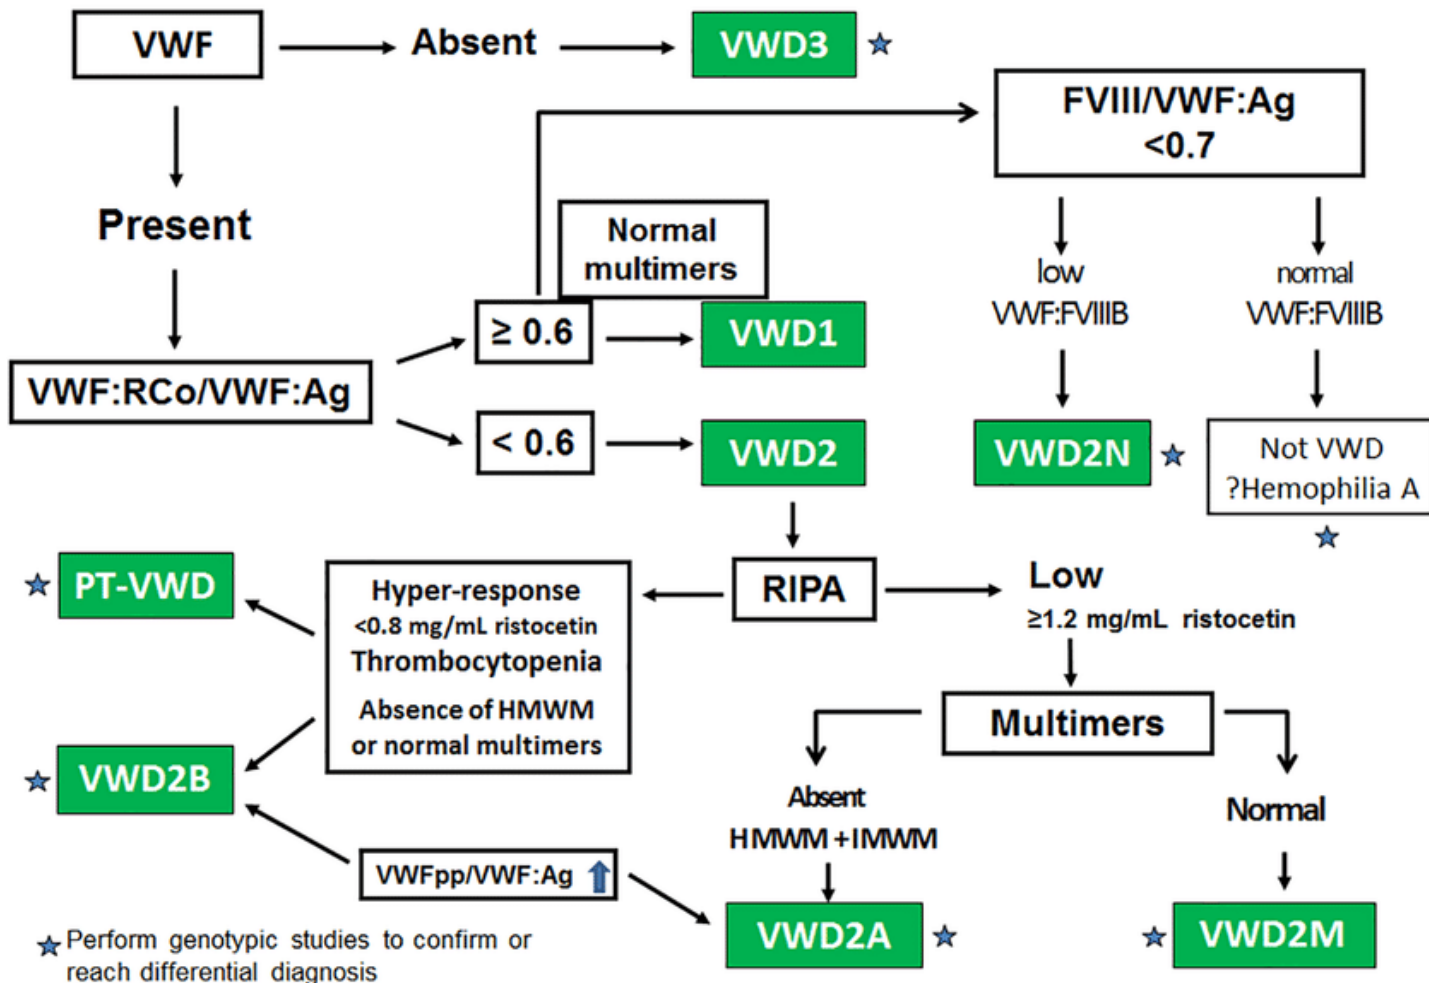 VWF
Absent
VWD3
FVIII/VWF:Ag
<0.7
Present
Normal
multimers
low
VWF:FVIIIB
normal
VWF:FVIIIB
≥ 0.6
VWD1
VWF:RCo/VWF:Ag
< 0.6
VWD2
VWD2N
Not VWD
?Hemophilia A
PT-VWD
Hyper-response
<0.8 mg/mL ristocetin
Thrombocytopenia
Absence of HMWM
or normal multimers
RIPA
Low
≥1.2 mg/mL ristocetin
Multimers
VWD2B
Absent
HMWM+IMWM
Normal
VWFpp/VWF:Ag
VWD2A
VWD2M
Perform genotypic studies to confirm or
reach differential diagnosis